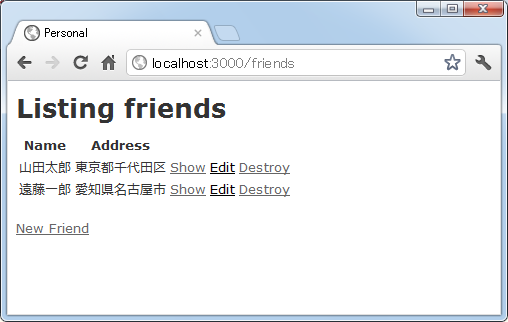 Personal
localhost:3000/friends
Listing friends
Name Address
山田太郎 東京都千代田区 Show Edit Destroy
遠藤一郎 愛知県名古屋市 Show Edit Destroy
New Friend